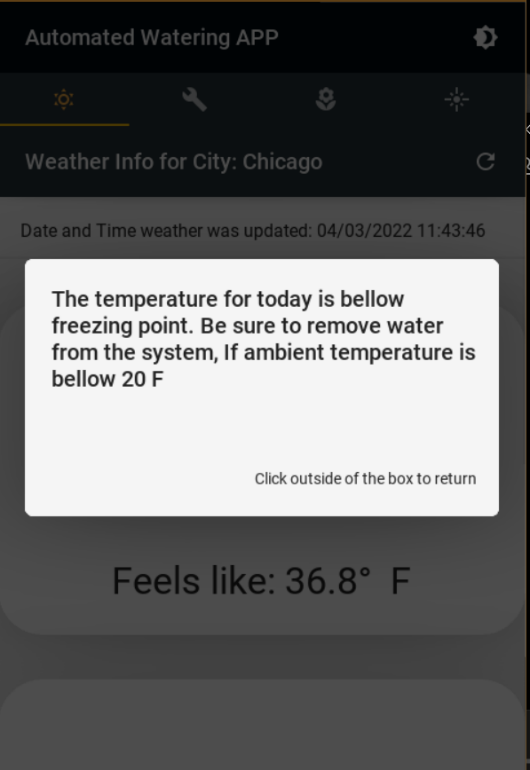 Automated Watering APP
Weather Info for City: Chicago
Date and Time weather was updated: 04/03/2022 11:43:46
The temperature for today is bellow
freezing point. Be sure to remove water
from the system, If ambient temperature is
bellow 20 F
Click outside of the box to return
Feels like: 36.8° F